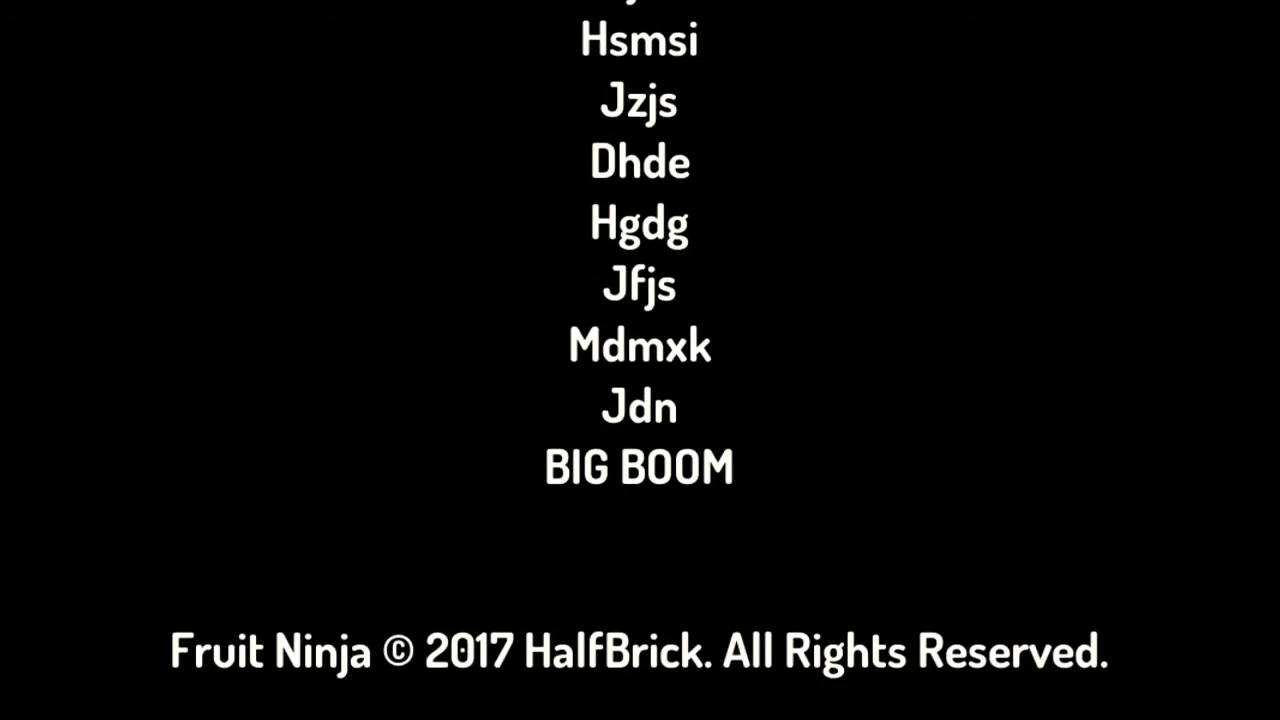 Hsmsi
Jzjs
Dhde
Hgdg
Jfjs
Mdmxk
Jdn
BIG BOOM
Fruit Ninja © 2017 HalfBrick. All Rights Reserved.